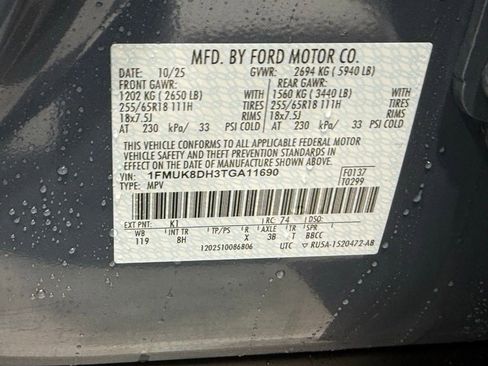 MFD. BY FORD MOTOR CO.
DATE: 10/25 GVWR: 2694 KG ( 5940 LB)
FRONT GAWR: REAR GAWR:
1202 KG ( 2650 LB) 1560 KG ( 3440 LB)
255/65R18 111H TIRES 255/65R18 111H
18x7.5J RIMS 18x7.5J
AT 230 kPa/ 33 PSI COLD AT 230 kPa/ 33 PSI COLD
THIS VEHICLE CONFORMS TO ALL APPLICABLE FEDERAL MOTOR
VEHICLE SAFETY AND THEFT PREVENTION STANDARDS IN EFFECT
ON THE DATE OF MANUFACTURE SHOWN ABOVE.
VIN: 1FMUK8DH3TGA11690 F0137
TYPE: MPV T0299
EXT PNT: K1 RC: 74 DSO:
WB INT TR TP/PS R AXLE TR SPR
119 8H X 3B T BBCC
1202510086806 UTC RUSA-1520472-AB